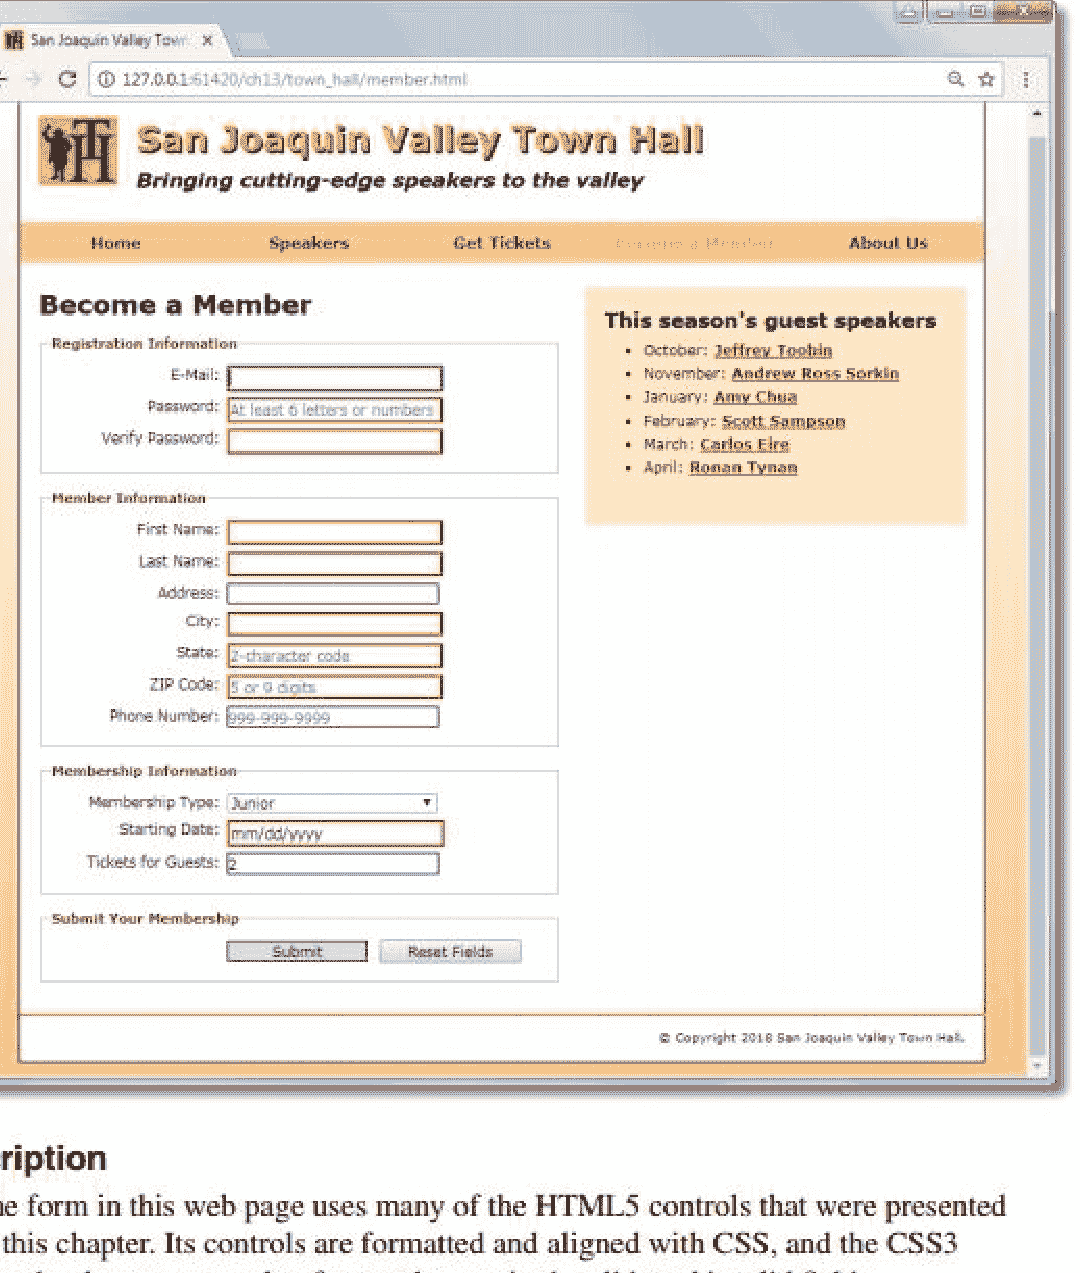 San Joaquin Valley Town
127.0.0.1:61420/ch13/town_hall/member.html
TH
San Joaquin Valley Town Hall
Bringing cutting-edge speakers to the valley
Home Speakers Get Tickets Become a Member About Us
Become a Member
Registration Information
E-Mail:
Password: At least 6 letters or numbers
Verify Password:
Member Information
First Name:
Last Name:
Address:
City:
State: 2-character code
ZIP Code: 5 or 9 digits
Phone Number: 999-999-9999
Membership Information
Membership Type: Junior
Starting Date: mm/dd/yyyy
Tickets for Guests: 2
Submit Your Membership
Submit Reset Fields
This season's guest speakers
• October: Jeffrey Toobin
• November: Andrew Ross Sorkin
• January: Amy Chua
• February: Scott Sampson
• March: Carlos Eire
• April: Ronan Tynan
© Copyright 2018 San Joaquin Valley Town Hall.
ription
e form in this web page uses many of the HTML5 controls that were presented
this chapter. Its controls are formatted and aligned with CSS, and the CSS3